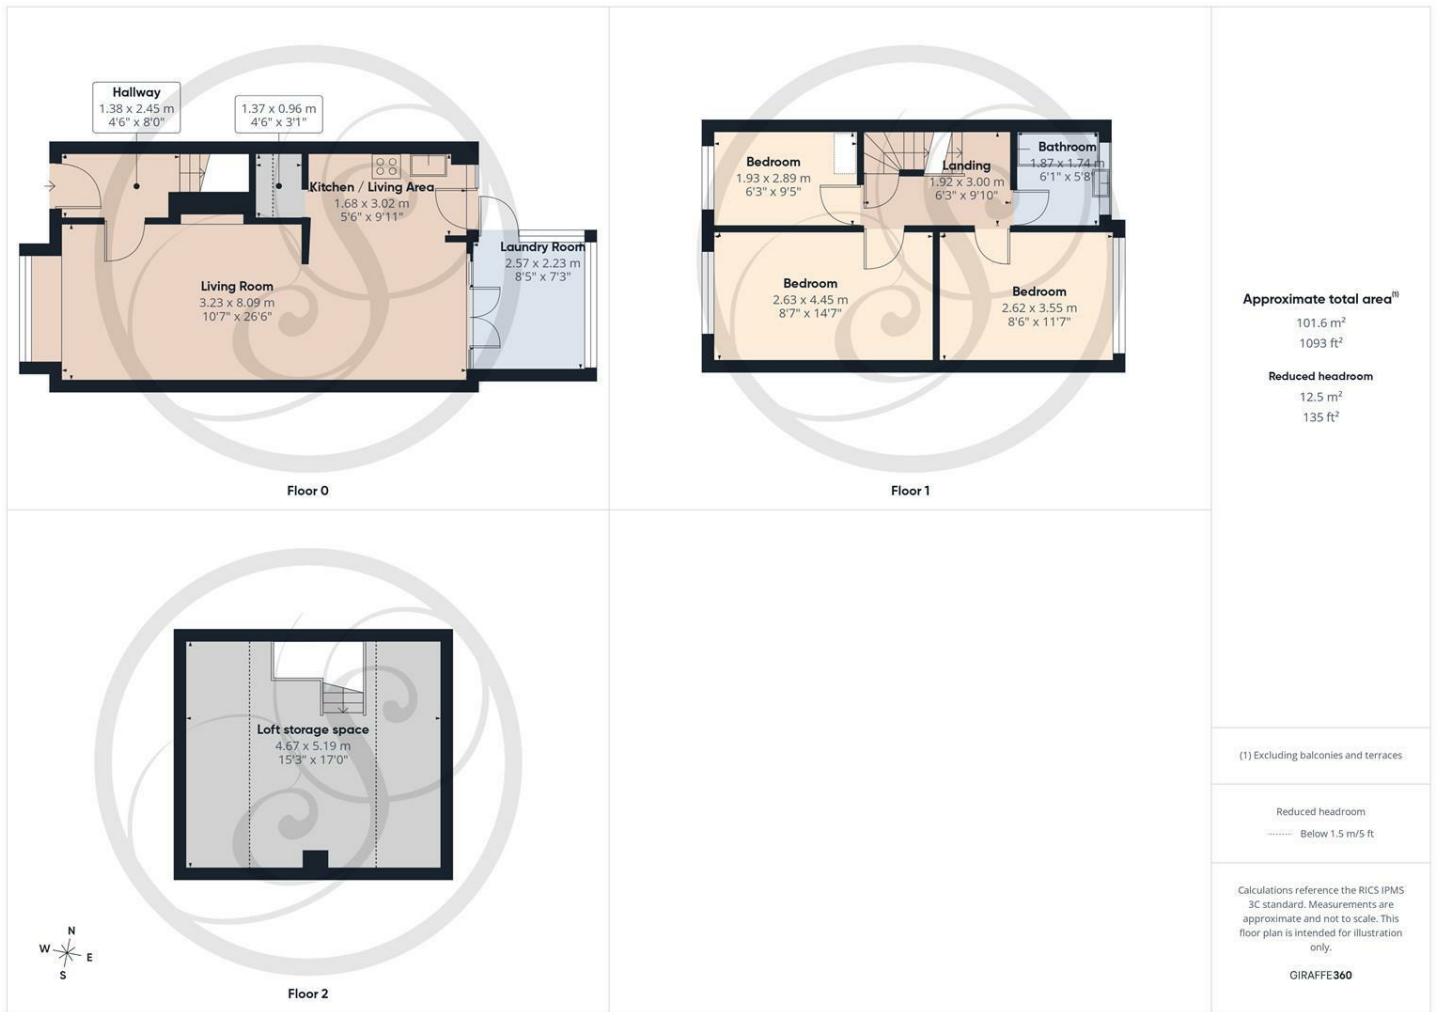 Hallway
1.38 x 2.45 m
4'6" x 8'0"
1.37 x 0.96 m
4'6" x 3'1"
Kitchen / Living Area
1.68 x 3.02 m
5'6" x 9'11"
Laundry Room
2.57 x 2.23 m
8'5" x 7'3"
Living Room
3.23 x 8.09 m
10'7" x 26'6"
Floor 0
Bedroom
1.93 x 2.89 m
6'3" x 9'5"
Landing
1.92 x 3.00 m
6'3" x 9'10"
Bathroom
1.87 x 1.74 m
6'1" x 5'8"
Bedroom
2.63 x 4.45 m
8'7" x 14'7"
Bedroom
2.62 x 3.55 m
8'6" x 11'7"
Floor 1
Loft storage space
4.67 x 5.19 m
15'3" x 17'0"
N
W
E
S
Floor 2
Approximate total area(1)
101.6 m²
1093 ft²
Reduced headroom
12.5 m²
135 ft²
(1) Excluding balconies and terraces
Reduced headroom
Below 1.5 m/5 ft
Calculations reference the RICS IPMS
3C standard. Measurements are
approximate and not to scale. This
floor plan is intended for illustration
only.
GIRAFFE360